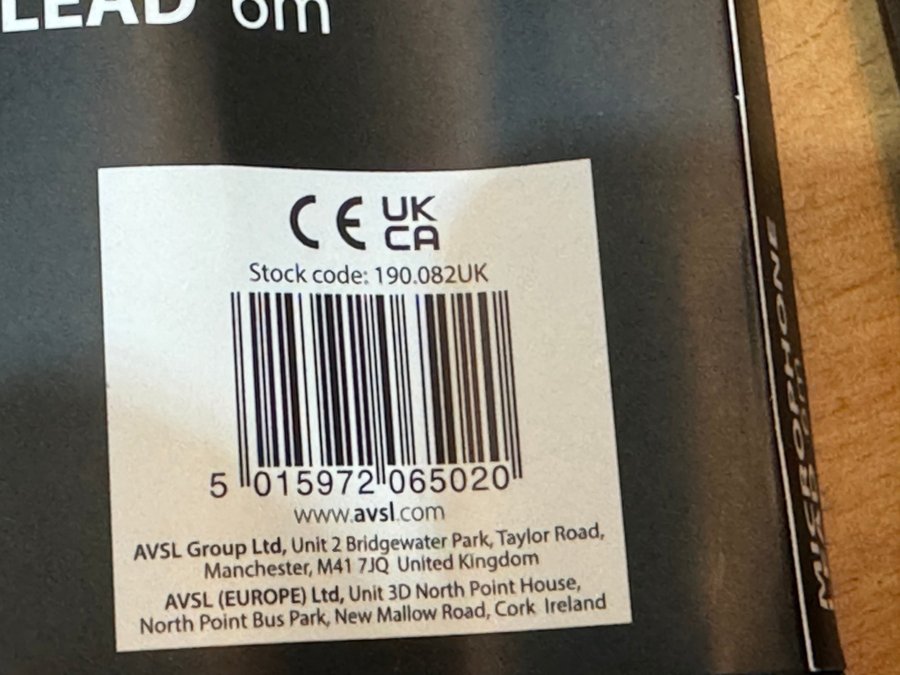 LEAD 6m
CE UK
CA
Stock code: 190.082UK
5 015972 065020
www.avsl.com
AVSL Group Ltd, Unit 2 Bridgewater Park, Taylor Road,
Manchester, M41 7JQ United Kingdom
AVSL (EUROPE) Ltd, Unit 3D North Point House,
North Point Bus Park, New Mallow Road, Cork Ireland
MICROPHONE